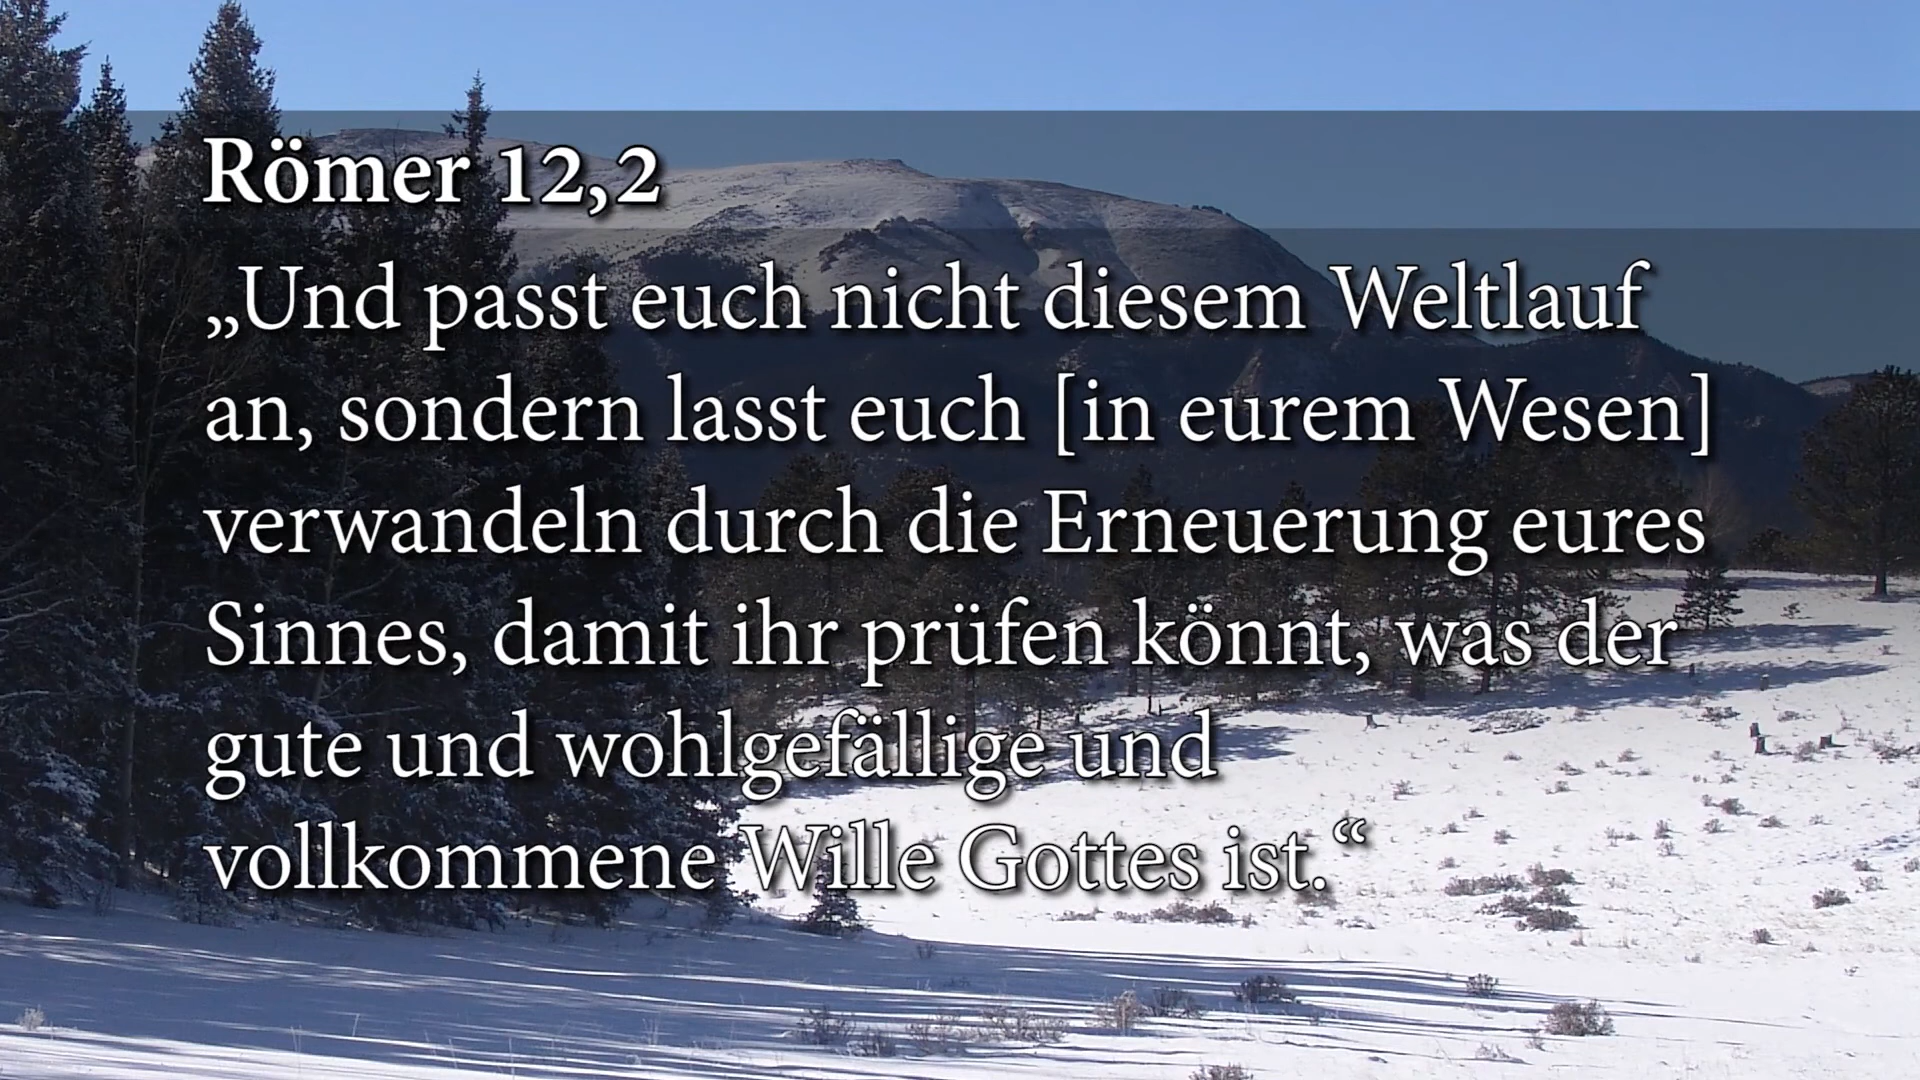 Römer 12,2
„Und passt euch nicht diesem Weltlauf
an, sondern lasst euch [in eurem Wesen]
verwandeln durch die Erneuerung eures
Sinnes, damit ihr prüfen könnt, was der
gute und wohlgefällige und
vollkommene Wille Gottes ist.“